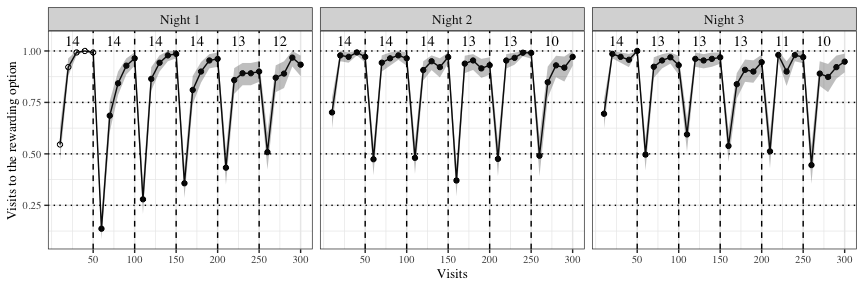 Night 1 Night 2 Night 3
14 14 14 14 13 12 14 14 14 13 13 10 14 13 13 13 11 10
1.00
0.75
0.50
0.25
Visits to the rewarding option
50 100 150 200 250 300 50 100 150 200 250 300 50 100 150 200 250 300
Visits